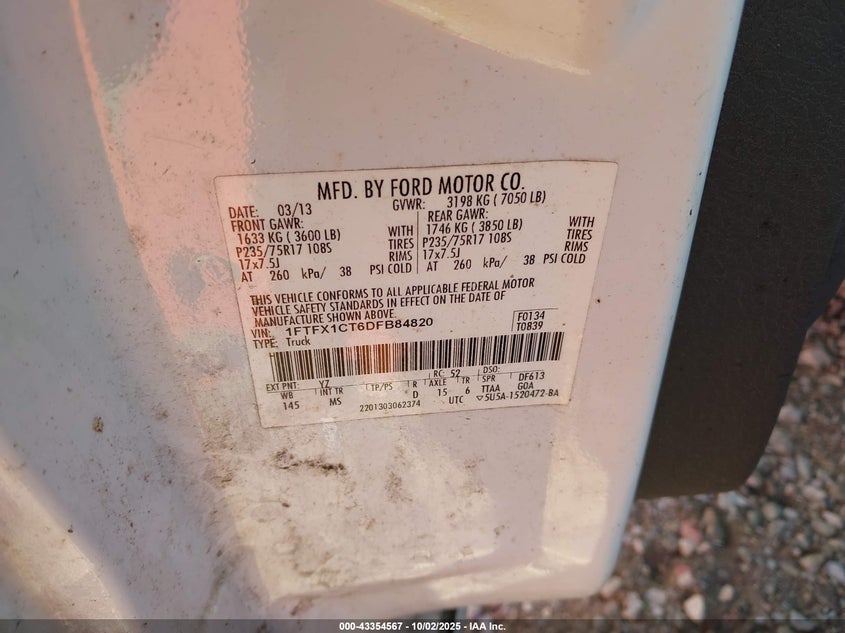 MFD. BY FORD MOTOR CO.
DATE: 03/13 GVWR: 3198 KG ( 7050 LB)
FRONT GAWR: REAR GAWR:
1633 KG ( 3600 LB) WITH 1746 KG ( 3850 LB) WITH
P235/75R17 108S TIRES P235/75R17 108S TIRES
17x7.5J RIMS 17x7.5J RIMS
AT 260 kPa/ 38 PSI COLD AT 260 kPa/ 38 PSI COLD
THIS VEHICLE CONFORMS TO ALL APPLICABLE FEDERAL MOTOR
VEHICLE SAFETY STANDARDS IN EFFECT ON THE DATE OF
MANUFACTURE SHOWN ABOVE.
VIN: 1FTFX1CT6DFB84820 F0134
TYPE: Truck T0839
EXT PNT: YZ RC: 52 DSO: DF613
WB INT TR TP/PS R AXLE TR SPR GOA
145 MS D 15 6 TTAA
2201303062374 UTC ▽5U5A-1520472-BA
000-43354567 - 10/02/2025 - IAA Inc.